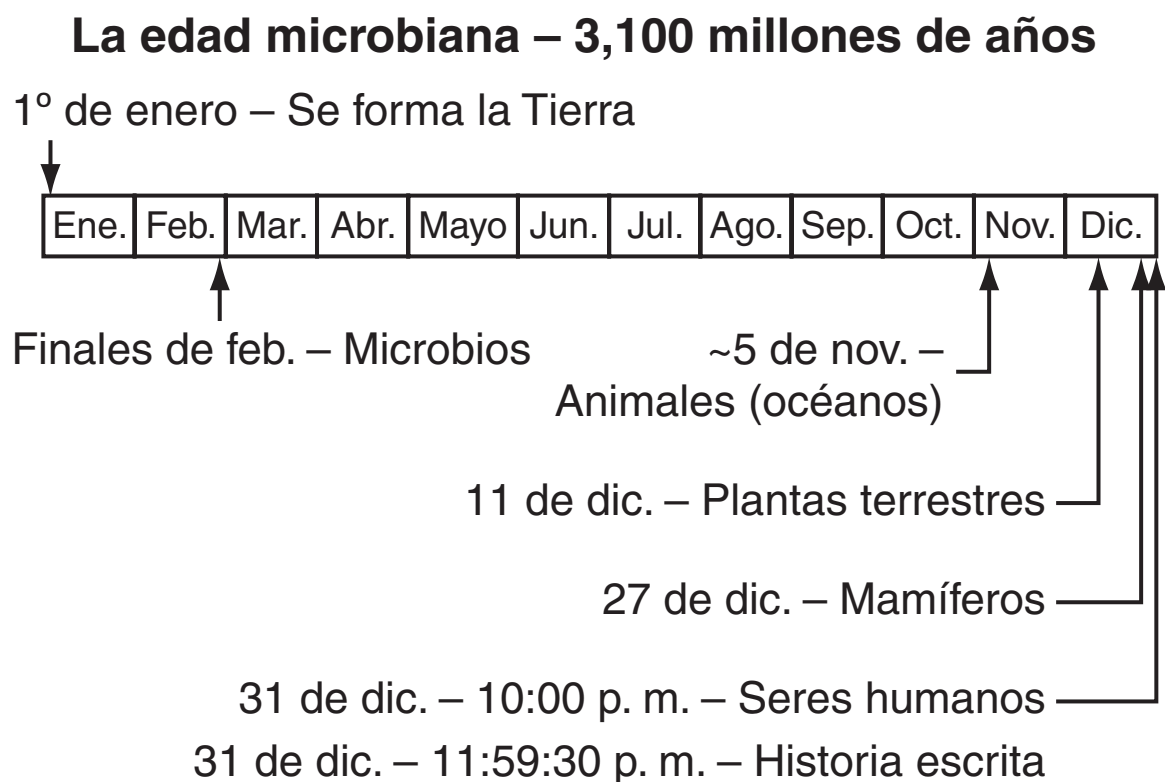 La edad microbiana – 3,100 millones de años
1º de enero – Se forma la Tierra
Ene. Feb. Mar. Abr. Mayo Jun. Jul. Ago. Sep. Oct. Nov. Dic.
Finales de feb. – Microbios
~5 de nov. –
Animales (océanos)
11 de dic. – Plantas terrestres
27 de dic. – Mamíferos
31 de dic. – 10:00 p. m. – Seres humanos
31 de dic. – 11:59:30 p. m. – Historia escrita